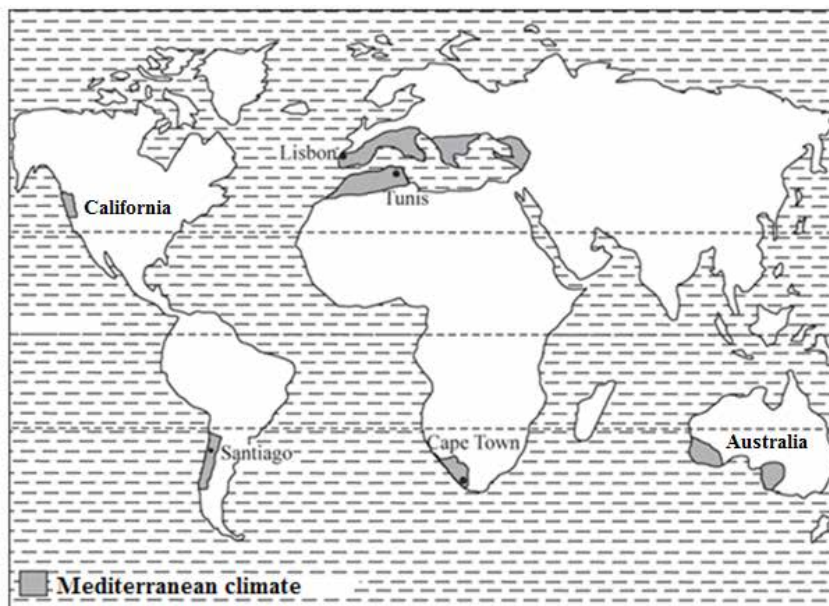 Lisbon
Tunis
California
Santiago
Cape Town
Australia
Mediterranean climate